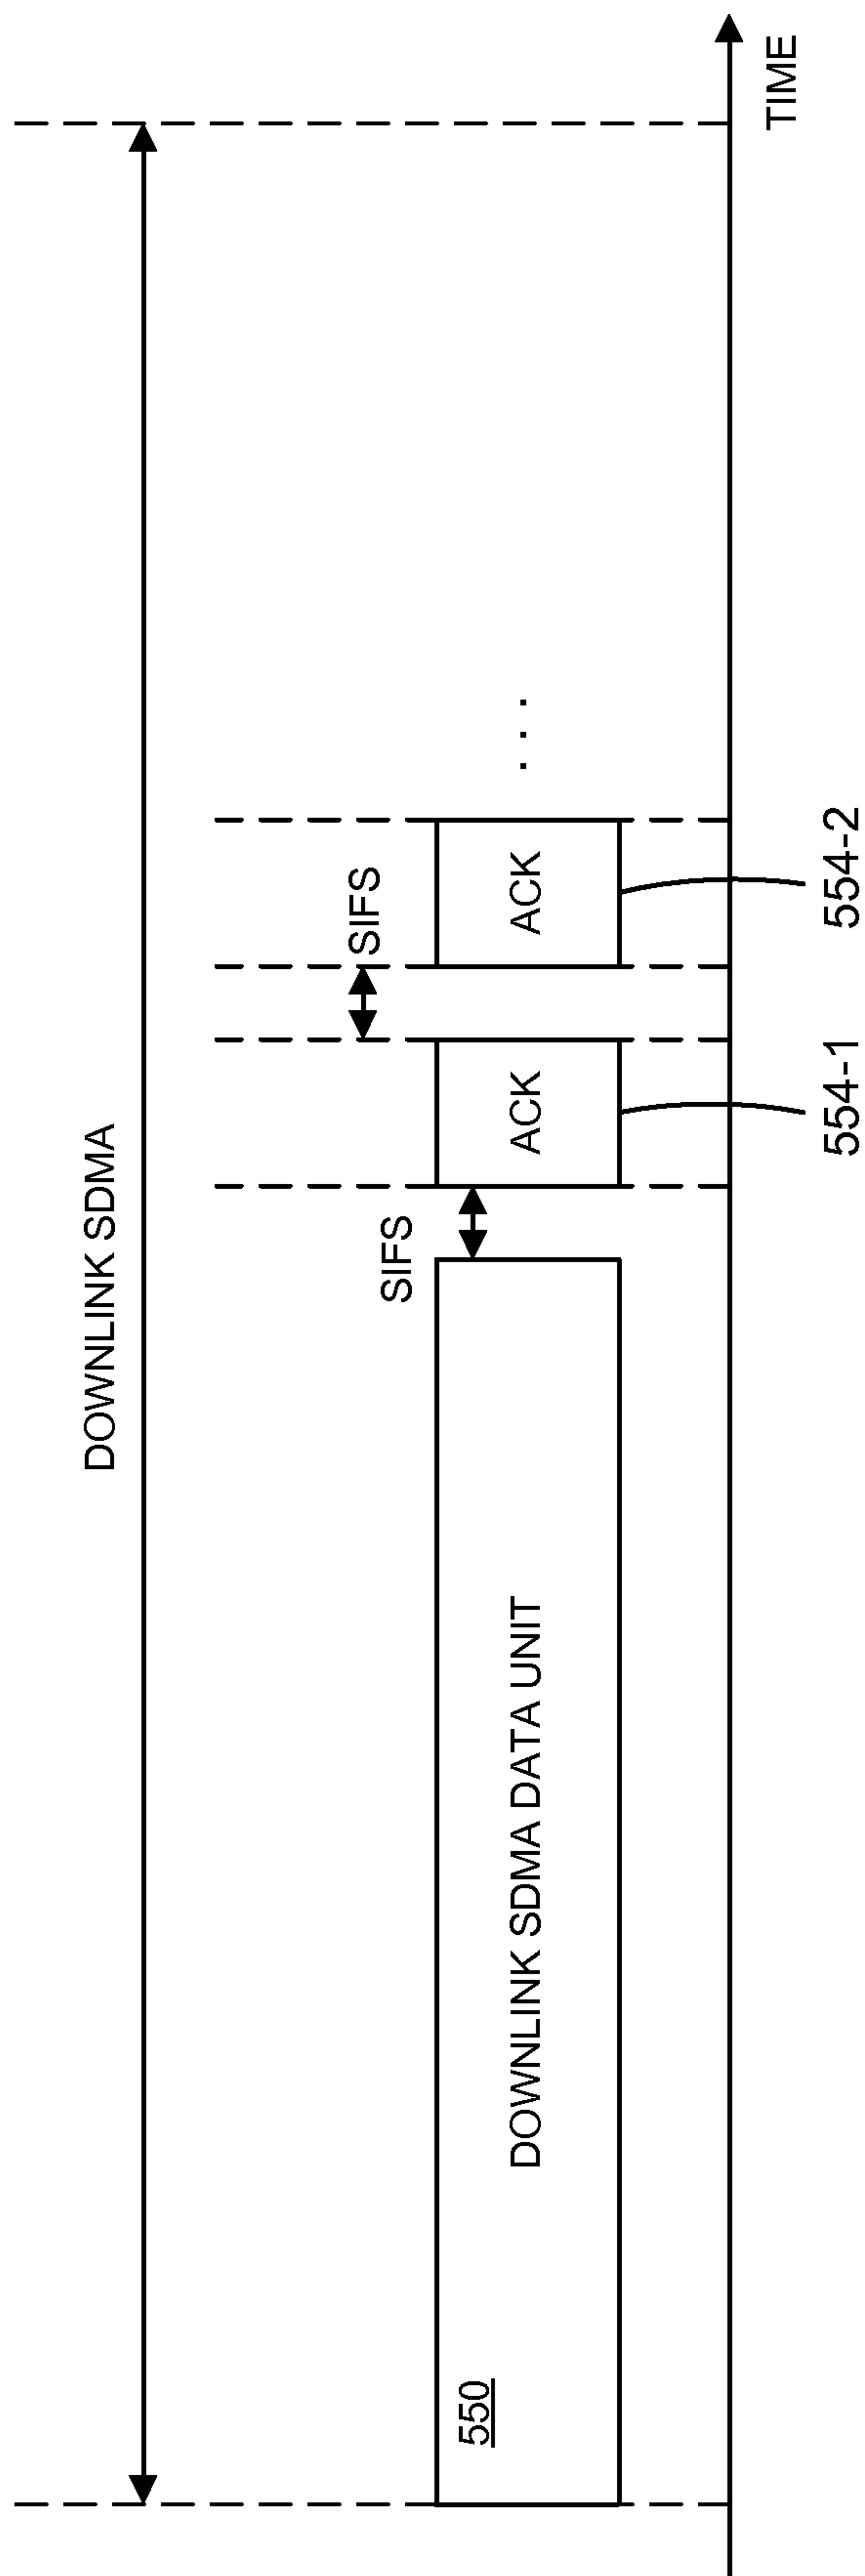 DOWNLINK SDMA
SIFS
SIFS
550
DOWNLINK SDMA DATA UNIT
ACK
ACK
. . .
554-1
554-2
TIME